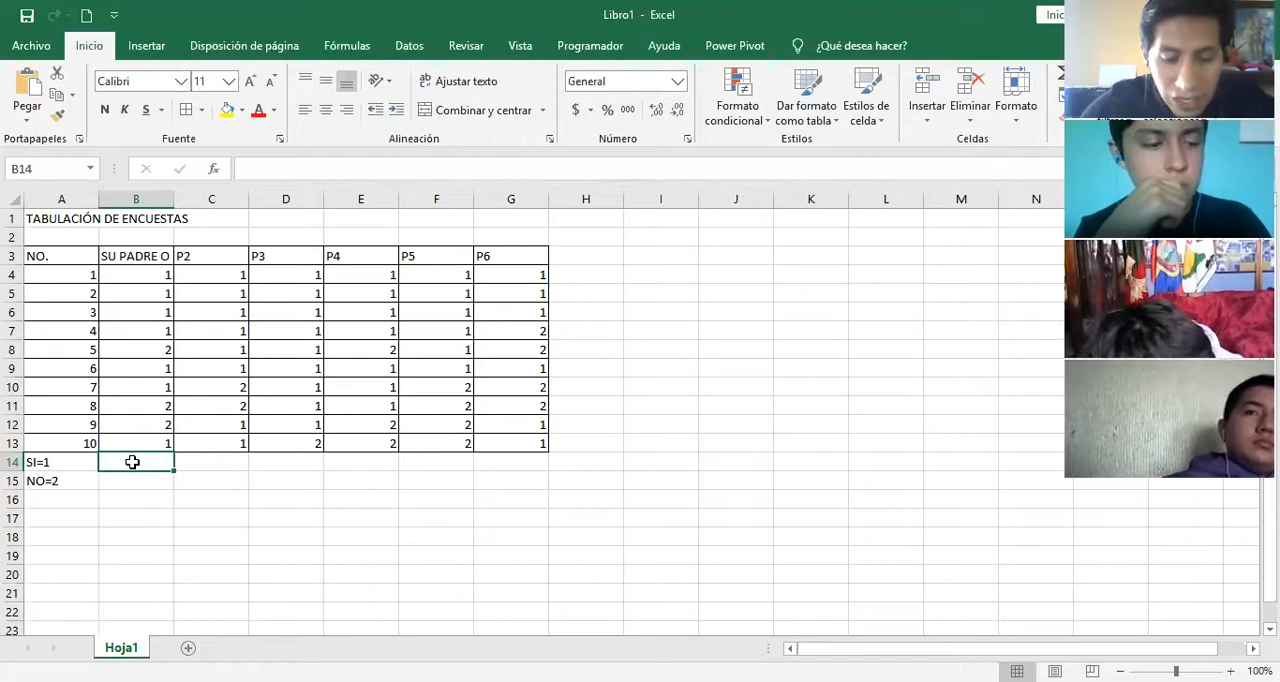 Libro1 - Excel
Inic
Archivo Inicio Insertar Disposición de página Fórmulas Datos Revisar Vista Programador Ayuda Power Pivot ¿Qué desea hacer?
Pegar
Calibri 11
N K S
Ajustar texto
Combinar y centrar
General
$ % 000
Formato condicional
Dar formato como tabla
Estilos de celda
Insertar
Eliminar
Formato
Portapapeles Fuente Alineación Número Estilos Celdas
B14 fx
A B C D E F G H I J K L M N
1 TABULACIÓN DE ENCUESTAS
2
3 NO. SU PADRE O P2 P3 P4 P5 P6
4 1 1 1 1 1 1 1
5 2 1 1 1 1 1 1
6 3 1 1 1 1 1 1
7 4 1 1 1 1 1 2
8 5 2 1 1 2 1 2
9 6 1 1 1 1 1 1
10 7 1 2 1 1 2 2
11 8 2 2 1 1 2 2
12 9 2 1 1 2 2 1
13 10 1 1 2 2 2 1
14 SI=1
15 NO=2
16
17
18
19
20
21
22
23
Hoja1
100%